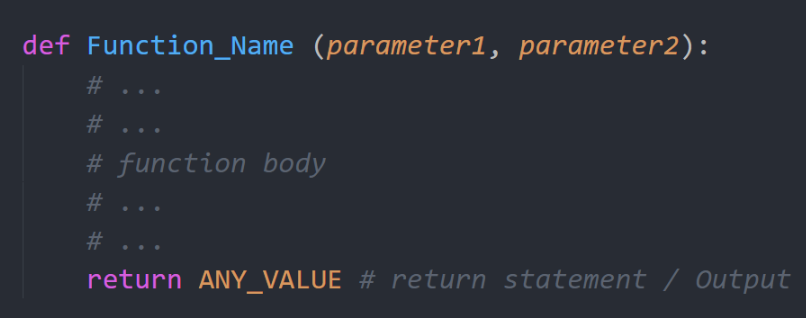 def Function_Name (parameter1, parameter2):
    # ...
    # ...
    # function body
    # ...
    # ...
    return ANY_VALUE # return statement / Output